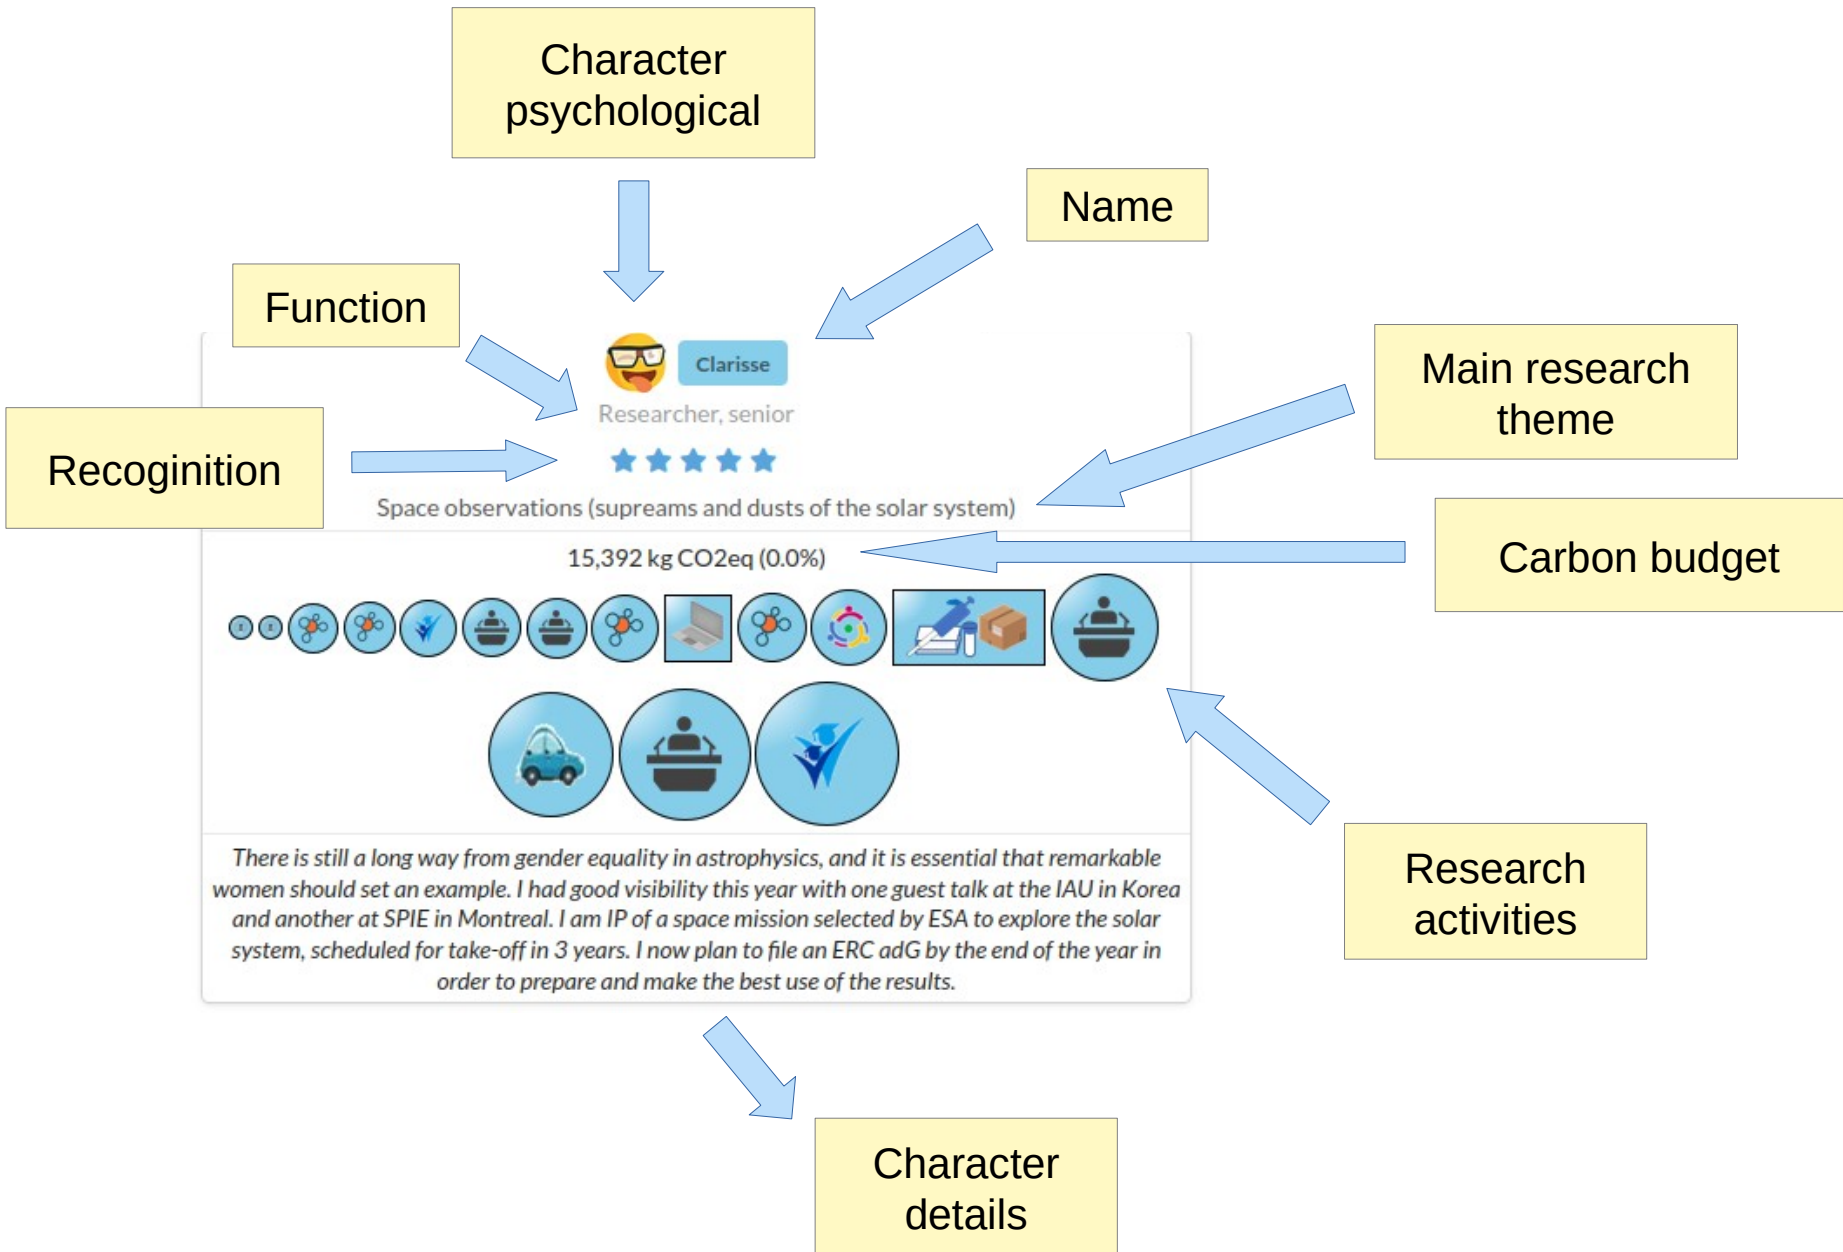 Character
psychological
Name
Function
Clarisse
Main research
theme
Researcher, senior
Recoginition
Space observations (supreams and dusts of the solar system)
Carbon budget
15,392 kg CO2eq (0.0%)
There is still a long way from gender equality in astrophysics, and it is essential that remarkable
women should set an example. I had good visibility this year with one guest talk at the IAU in Korea
and another at SPIE in Montreal. I am IP of a space mission selected by ESA to explore the solar
system, scheduled for take-off in 3 years. I now plan to file an ERC adG by the end of the year in
order to prepare and make the best use of the results.
Research
activities
Character
details